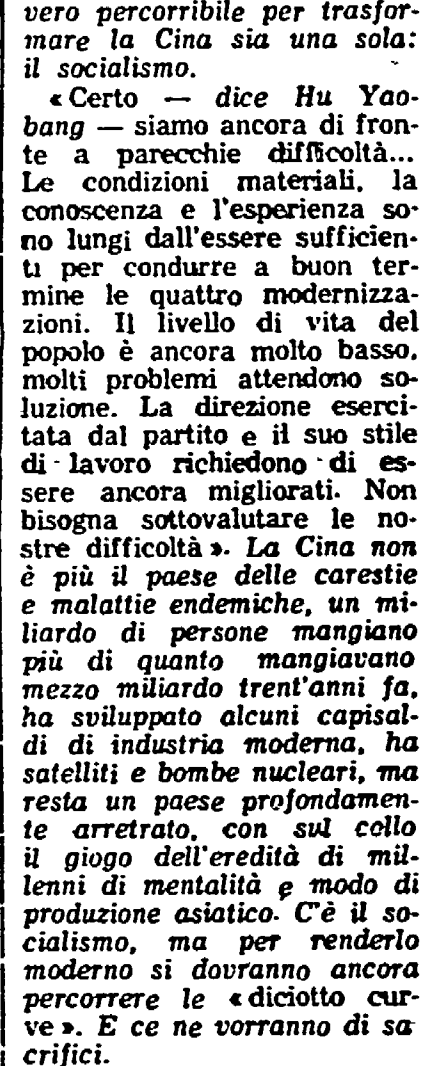 vero percorribile per trasfor-
mare la Cina sia una sola:
il socialismo.
«Certo — dice Hu Yao-
bang — siamo ancora di fron-
te a parecchie difficoltà...
Le condizioni materiali, la
conoscenza e l'esperienza so-
no lungi dall'essere sufficien-
ti per condurre a buon ter-
mine le quattro modernizza-
zioni. Il livello di vita del
popolo è ancora molto basso,
molti problemi attendono so-
luzione. La direzione eserci-
tata dal partito e il suo stile
di lavoro richiedono di es-
sere ancora migliorati. Non
bisogna sottovalutare le no-
stre difficoltà». La Cina non
è più il paese delle carestie
e malattie endemiche, un mi-
liardo di persone mangiano
più di quanto mangiavano
mezzo miliardo trent'anni fa,
ha sviluppato alcuni capisal-
di di industria moderna, ha
satelliti e bombe nucleari, ma
resta un paese profondamen-
te arretrato, con sul collo
il giogo dell'eredità di mil-
lenni di mentalità e modo di
produzione asiatico. C'è il so-
cialismo, ma per renderlo
moderno si dovranno ancora
percorrere le «diciotto cur-
ve». E ce ne vorranno di sa
crifici.